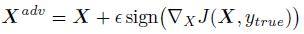 X^{adv} = X + ϵ sign(∇_X J(X, y_{true}))